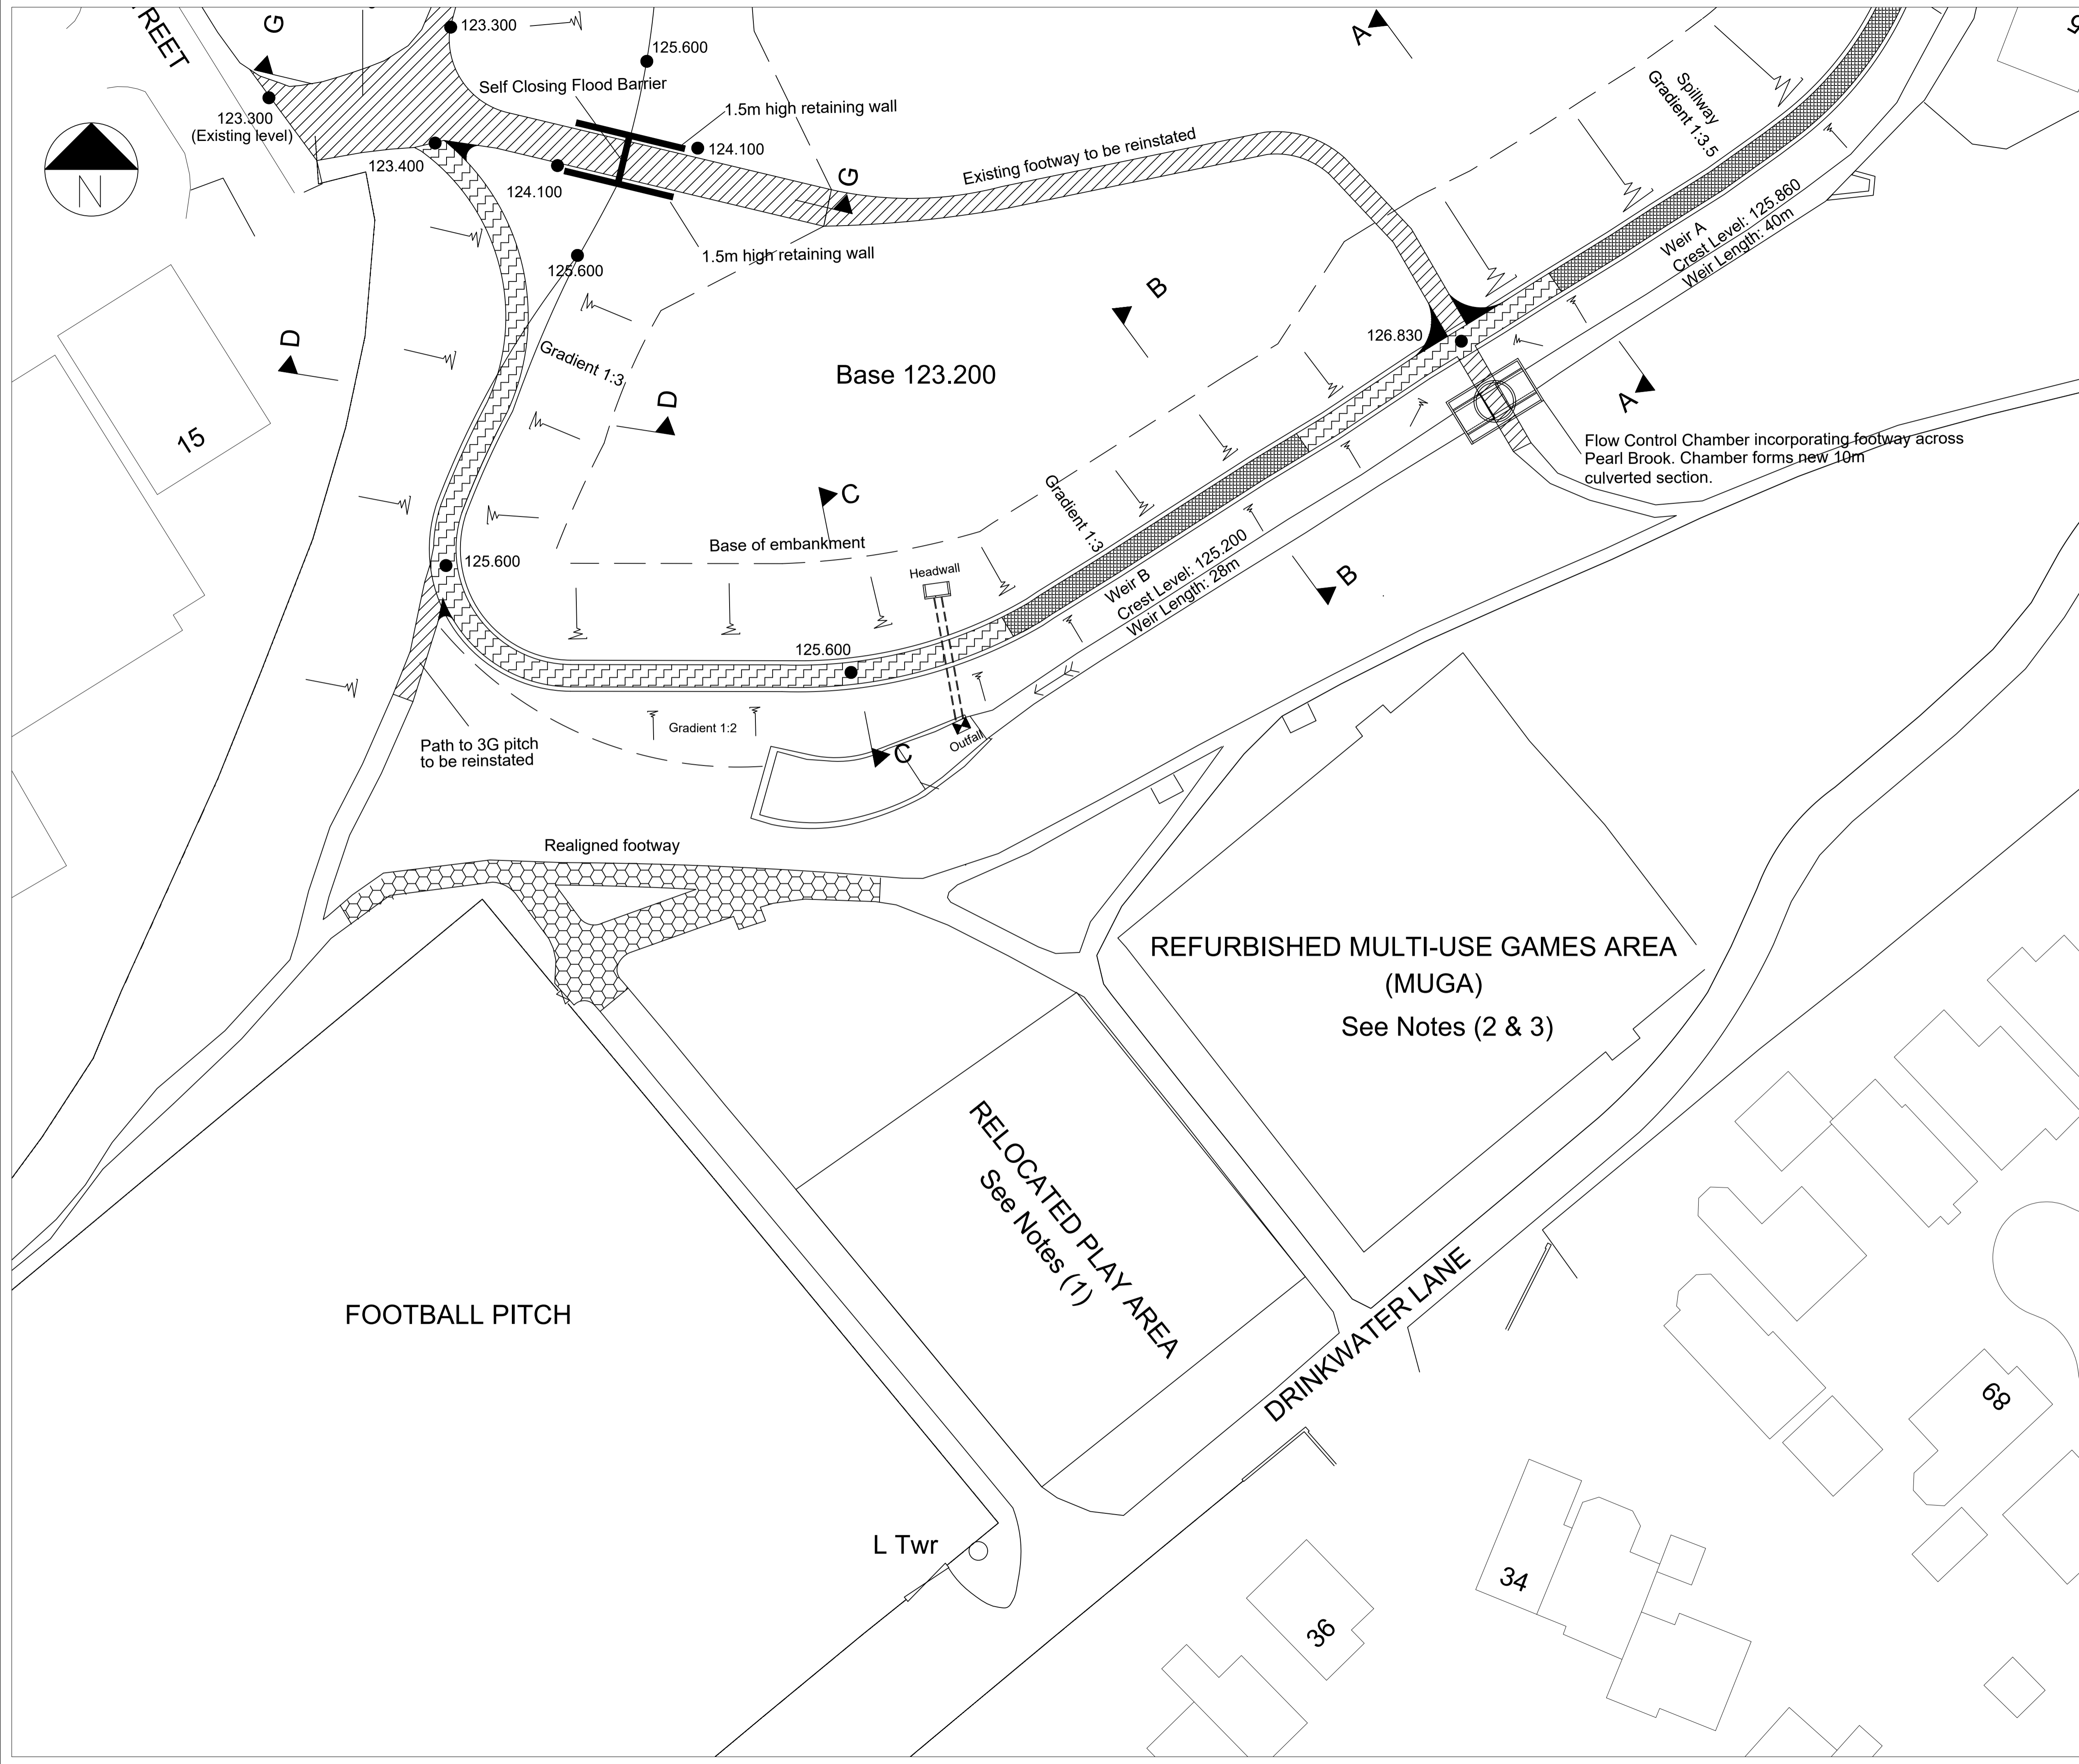 REET
G
123.300
(Existing level)
N
123.300
125.600
Self Closing Flood Barrier
1.5m high retaining wall
124.100
123.400
124.100
G
125.600
1.5m high retaining wall
Existing footway to be reinstated
A
Spillway
Gradient 1:3.5
Weir A
Crest Level: 125.860
Weir Length: 40m
D
Gradient 1:3
D
Base 123.200
B
126.830
A
15
Flow Control Chamber incorporating footway across
Pearl Brook. Chamber forms new 10m
culverted section.
C
Gradient 1:3
Base of embankment
125.600
Headwall
Weir B
Crest Level: 125.200
Weir Length: 28m
B
125.600
Gradient 1:2
Outfall
C
Path to 3G pitch
to be reinstated
Realigned footway
REFURBISHED MULTI-USE GAMES AREA
(MUGA)
See Notes (2 & 3)
RELOCATED PLAY AREA
See Notes (1)
FOOTBALL PITCH
DRINKWATER LANE
L Twr
68
34
36